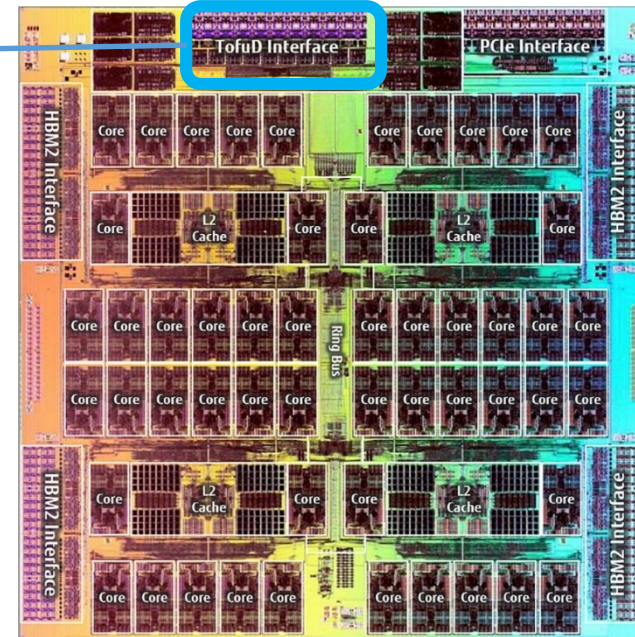 TofuD Interface
PCIe Interface
HBM2 Interface
Core Core Core Core Core Core Core Core Core Core
HBM2 Interface
Core L2 Cache Core Core L2 Cache Core
Core Core Core Core Core Core Core Core Core Core Core Core
Ring Bus
Core Core Core Core Core Core Core Core Core Core Core Core
HBM2 Interface
Core L2 Cache Core Core L2 Cache Core
HBM2 Interface
Core Core Core Core Core Core Core Core Core Core